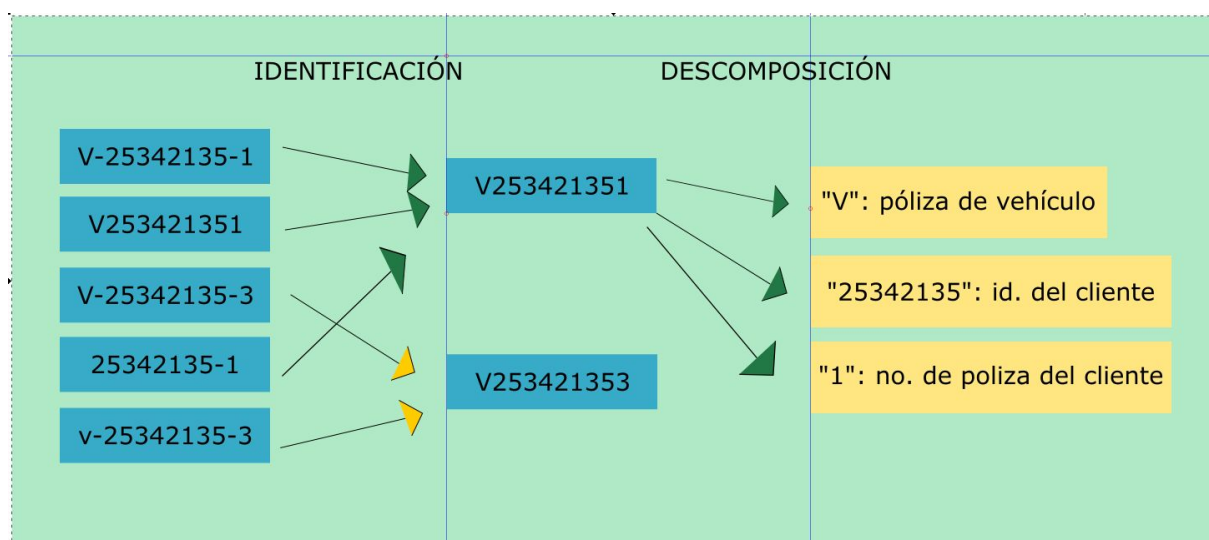 IDENTIFICACIÓN
DESCOMPOSICIÓN
V-25342135-1
V253421351
V-25342135-3
25342135-1
v-25342135-3
V253421351
V253421353
"V": póliza de vehículo
"25342135": id. del cliente
"1": no. de poliza del cliente